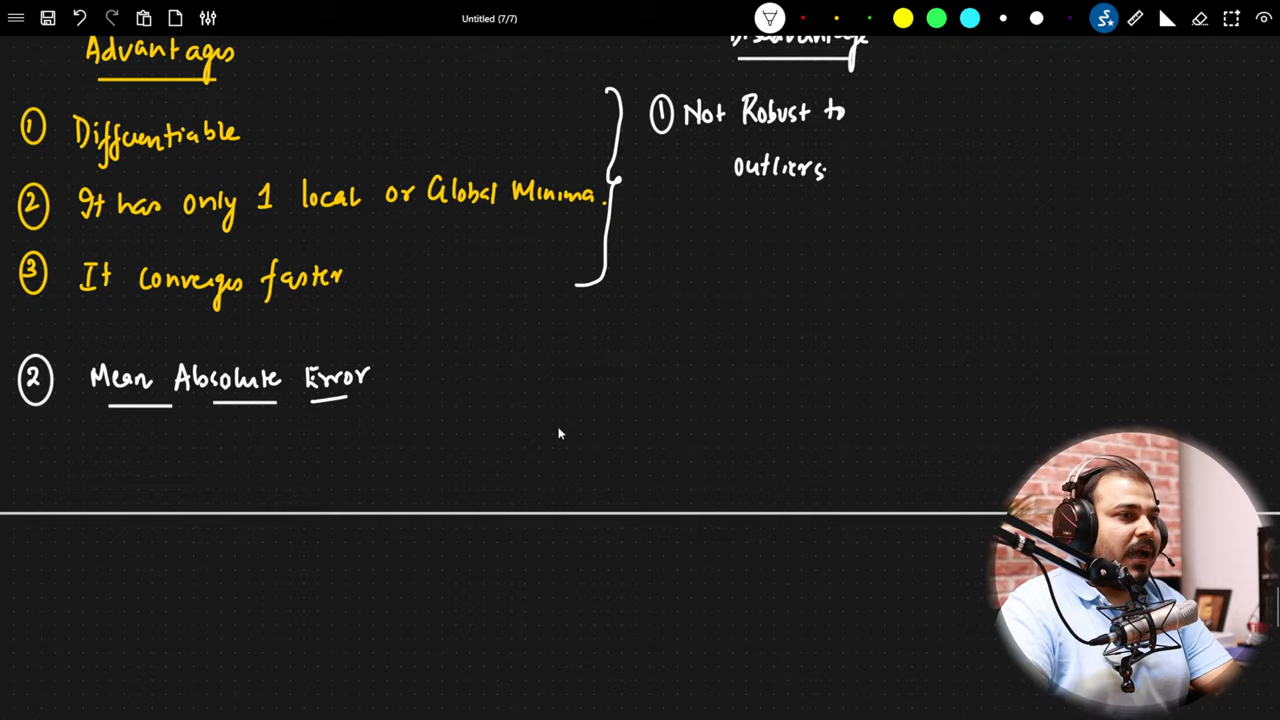 Untitled (7/7)
Advantages
Disadvantage
① Differentiable
② It has only 1 local or Global Minima.
③ It converges faster
① Not Robust to
outliers.
② Mean Absolute Error